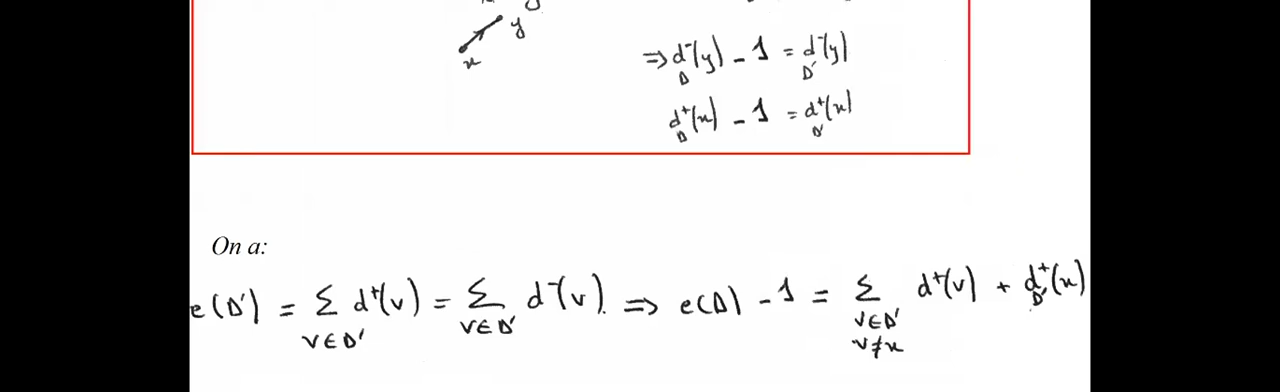 y
x
⇒ d⁻_D(y) - 1 = d⁻_D'(y)
d⁺_D(x) - 1 = d⁺_D'(x)
On a:
e(D') = Σ_{v∈D'} d⁺(v) = Σ_{v∈D'} d⁻(v). ⇒ e(D) - 1 = Σ_{v∈D' v≠x} d⁺(v) + d⁺_D'(x)